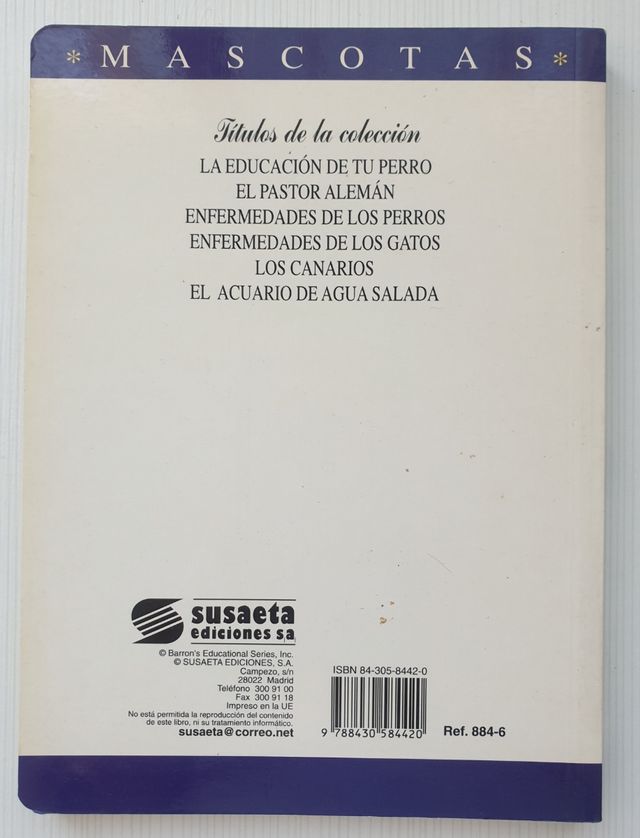 * MASCOTAS *
Títulos de la colección
LA EDUCACIÓN DE TU PERRO
EL PASTOR ALEMÁN
ENFERMEDADES DE LOS PERROS
ENFERMEDADES DE LOS GATOS
LOS CANARIOS
EL ACUARIO DE AGUA SALADA
susaeta
ediciones sa
© Barron's Educational Series, Inc.
© SUSAETA EDICIONES, S.A.
Campezo, s/n
28022 Madrid
Teléfono 300 91 00
Fax 300 91 18
Impreso en la UE
No está permitida la reproducción del contenido
de este libro, ni su tratamiento informático.
susaeta@correo.net
ISBN 84-305-8442-0
9 788430 584420
Ref. 884-6